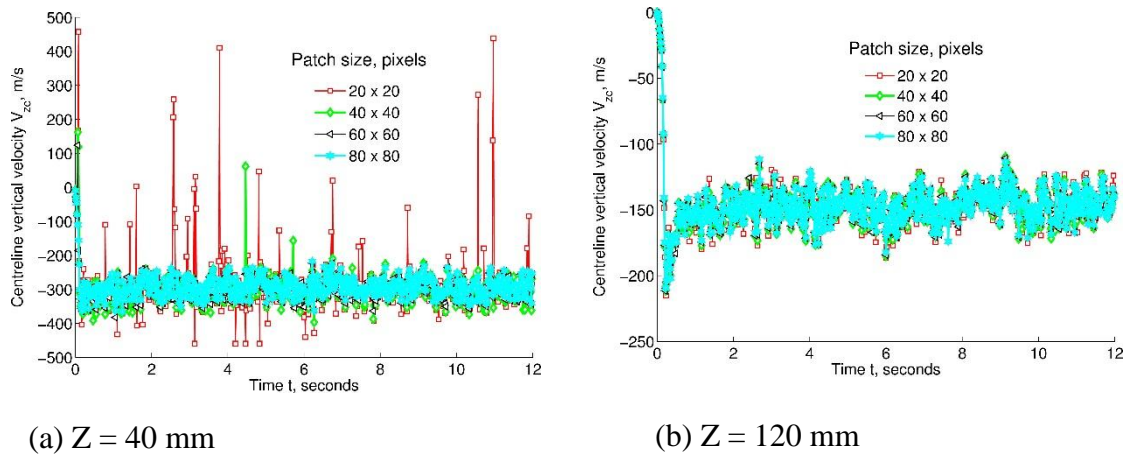 500
400
300
200
100
0
−100
−200
−300
−400
−500
Centreline vertical velocity Vzc, m/s
Patch size, pixels
20 x 20
40 x 40
60 x 60
80 x 80
0 2 4 6 8 10 12
Time t, seconds
(a) Z = 40 mm
0
−50
−100
−150
−200
−250
Centreline vertical velocity Vzc, m/s
Patch size, pixels
20 x 20
40 x 40
60 x 60
80 x 80
0 2 4 6 8 10 12
Time t, seconds
(b) Z = 120 mm